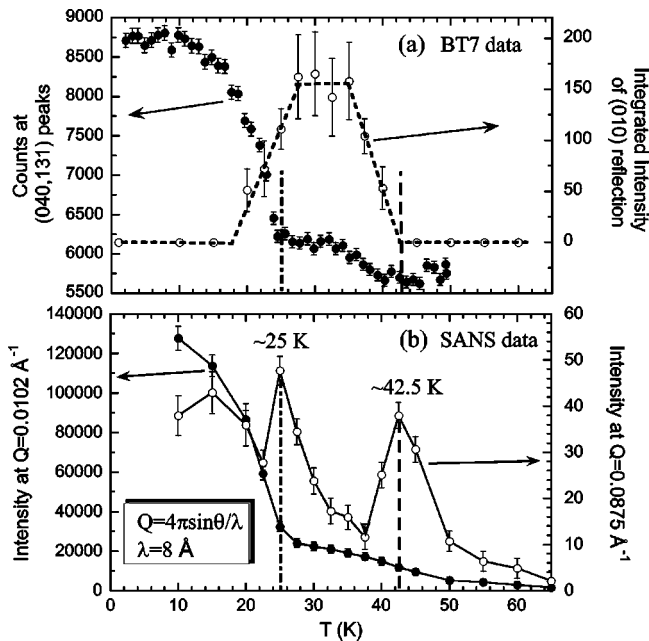 (a) BT7 data
9000
8500
8000
7500
7000
6500
6000
5500
Counts at
(040,131) peaks
200
150
100
50
0
Integrated Intensity
of (010) reflection
(b) SANS data
~25 K
~42.5 K
140000
120000
100000
80000
60000
40000
20000
0
Intensity at Q=0.0102 Å⁻¹
60
50
40
30
20
10
0
Intensity at Q=0.0875 Å⁻¹
Q=4πsinθ/λ
λ=8 Å
0 10 20 30 40 50 60
T (K)